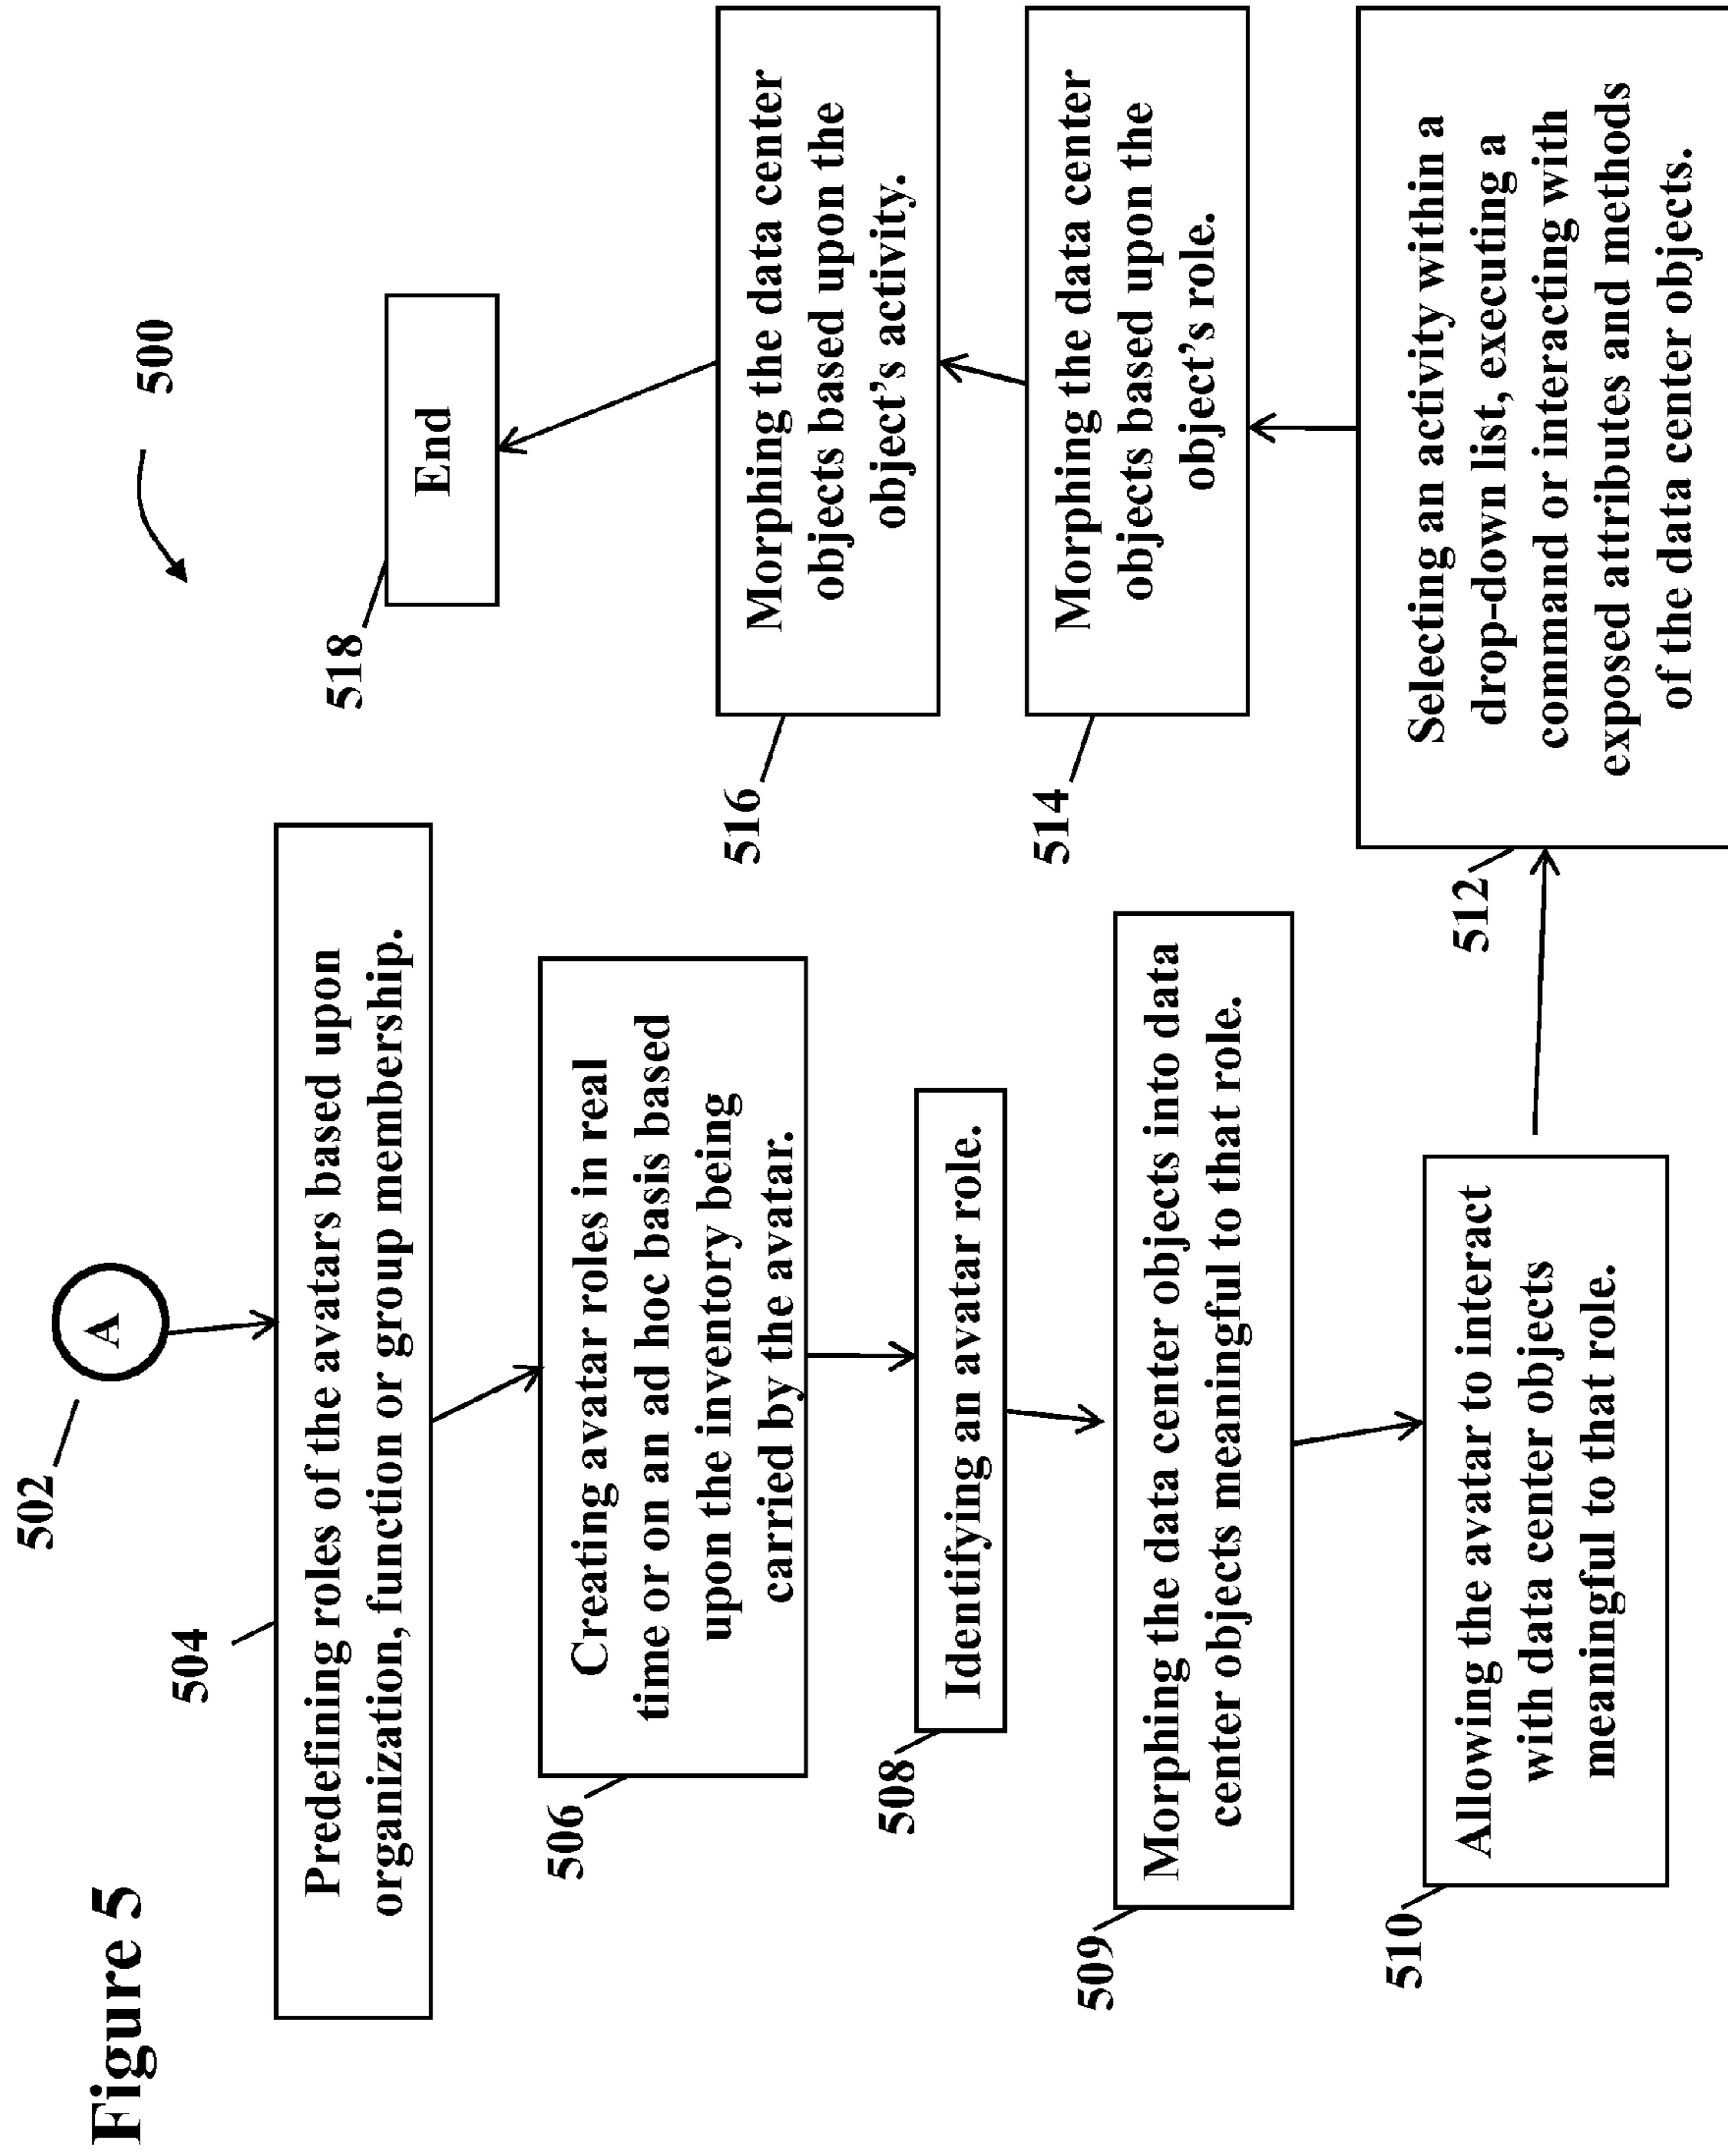 Figure 5
500
502
A
504
Predefining roles of the avatars based upon
organization, function or group membership.
506
Creating avatar roles in real
time or on an ad hoc basis based
upon the inventory being
carried by the avatar.
508
Identifying an avatar role.
509
Morphing the data center objects into data
center objects meaningful to that role.
510
Allowing the avatar to interact
with data center objects
meaningful to that role.
512
Selecting an activity within a
drop-down list, executing a
command or interacting with
exposed attributes and methods
of the data center objects.
514
Morphing the data center
objects based upon the
object's role.
516
Morphing the data center
objects based upon the
object's activity.
518
End